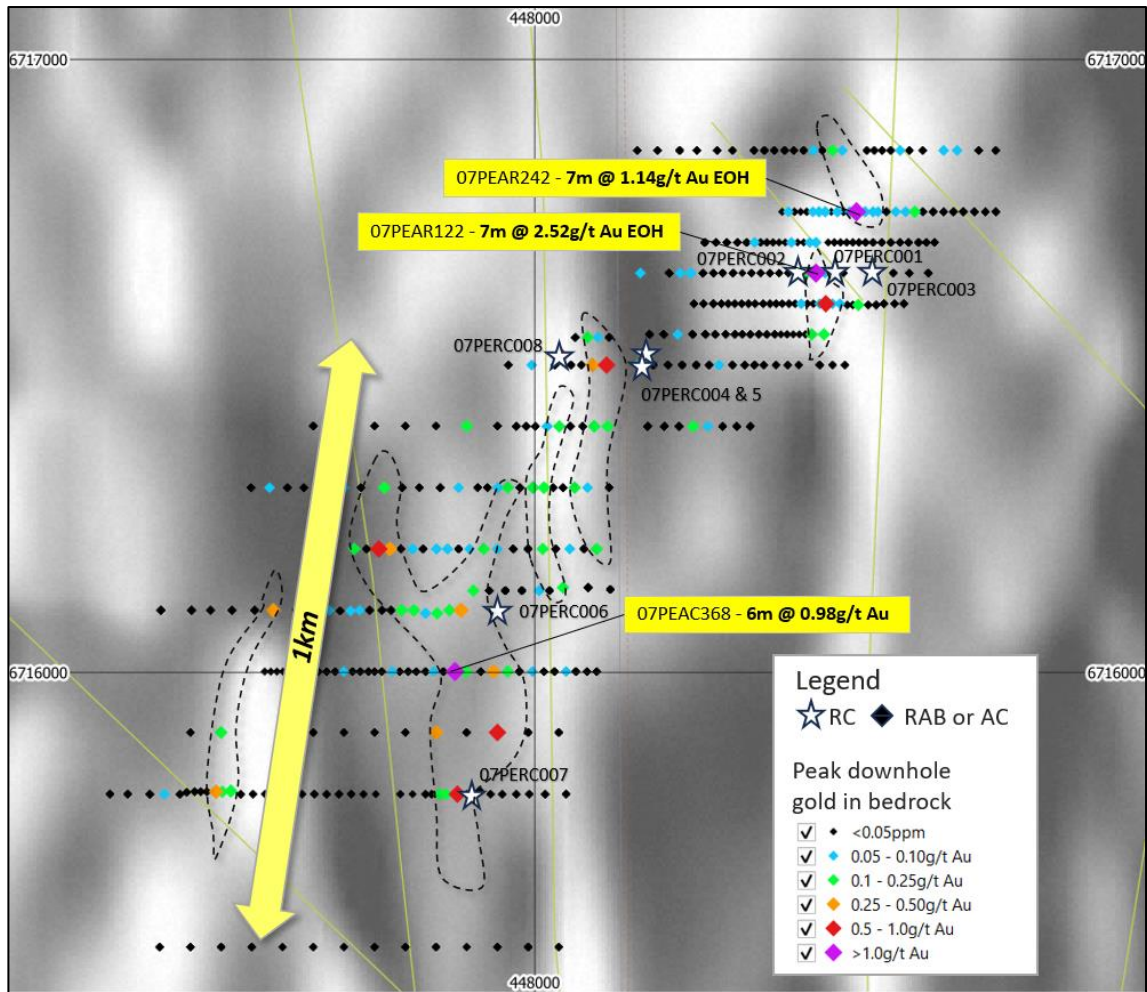 448000
6717000
6717000
07PEAR242 - 7m @ 1.14g/t Au EOH
07PEAR122 - 7m @ 2.52g/t Au EOH
07PERC002
07PERC001
07PERC003
07PERC008
07PERC004 & 5
1km
07PERC006
07PEAC368 - 6m @ 0.98g/t Au
6716000
6716000
07PERC007
Legend
RC
RAB or AC
Peak downhole
gold in bedrock
<0.05ppm
0.05 - 0.10g/t Au
0.1 - 0.25g/t Au
0.25 - 0.50g/t Au
0.5 - 1.0g/t Au
>1.0g/t Au
448000